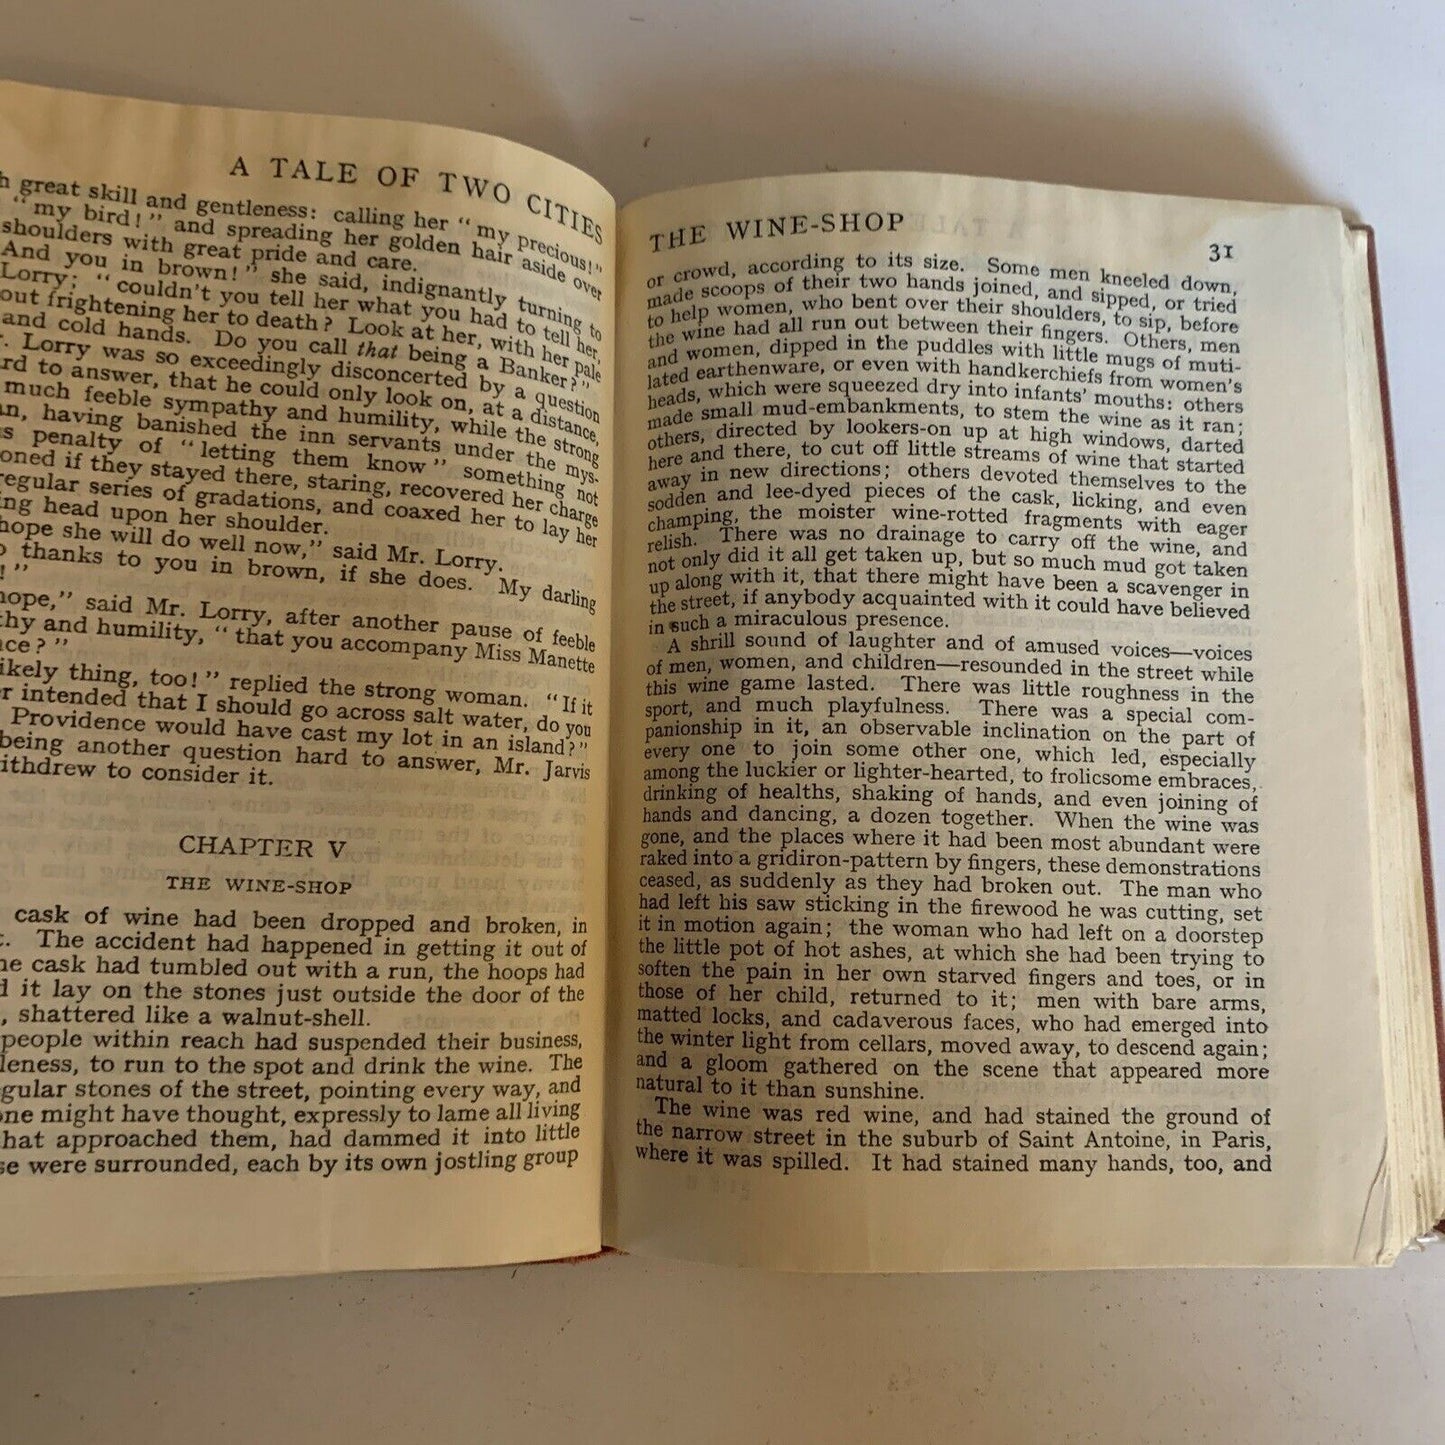 A TALE OF TWO CITIES
h great skill and gentleness: calling her "my precious!"
"my bird!" and spreading her golden hair aside over
shoulders with great pride and care.
And you in brown!" she said, indignantly turning to
Lorry; "couldn't you tell her what you had to tell her,
out frightening her to death? Look at her, with her pale
and cold hands. Do you call that being a Banker?"
. Lorry was so exceedingly disconcerted by a question
rd to answer, that he could only look on, at a distance,
much feeble sympathy and humility, while the strong
an, having banished the inn servants under the mys-
s penalty of "letting them know" something not
oned if they stayed there, staring, recovered her charge
regular series of gradations, and coaxed her to lay her
ing head upon her shoulder.
hope she will do well now," said Mr. Lorry.
o thanks to you in brown, if she does. My darling
!"
hope," said Mr. Lorry, after another pause of feeble
thy and humility, "that you accompany Miss Manette
nce?"
ikely thing, too!" replied the strong woman. "If it
er intended that I should go across salt water, do you
Providence would have cast my lot in an island?"
being another question hard to answer, Mr. Jarvis
ithdrew to consider it.
CHAPTER V
THE WINE-SHOP
cask of wine had been dropped and broken, in
t. The accident had happened in getting it out of
he cask had tumbled out with a run, the hoops had
d it lay on the stones just outside the door of the
, shattered like a walnut-shell.
people within reach had suspended their business,
leness, to run to the spot and drink the wine. The
gular stones of the street, pointing every way, and
one might have thought, expressly to lame all living
that approached them, had dammed it into little
se were surrounded, each by its own jostling group
THE WINE-SHOP 31
or crowd, according to its size. Some men kneeled down,
made scoops of their two hands joined, and sipped, or tried
to help women, who bent over their shoulders, to sip, before
the wine had all run out between their fingers. Others, men
and women, dipped in the puddles with little mugs of muti-
lated earthenware, or even with handkerchiefs from women's
heads, which were squeezed dry into infants' mouths: others
made small mud-embankments, to stem the wine as it ran;
others, directed by lookers-on up at high windows, darted
here and there, to cut off little streams of wine that started
away in new directions; others devoted themselves to the
sodden and lee-dyed pieces of the cask, licking, and even
champing, the moister wine-rotted fragments with eager
relish. There was no drainage to carry off the wine, and
not only did it all get taken up, but so much mud got taken
up along with it, that there might have been a scavenger in
the street, if anybody acquainted with it could have believed
in such a miraculous presence.
A shrill sound of laughter and of amused voices—voices
of men, women, and children—resounded in the street while
this wine game lasted. There was little roughness in the
sport, and much playfulness. There was a special com-
panionship in it, an observable inclination on the part of
every one to join some other one, which led, especially
among the luckier or lighter-hearted, to frolicsome embraces,
drinking of healths, shaking of hands, and even joining of
hands and dancing, a dozen together. When the wine was
gone, and the places where it had been most abundant were
raked into a gridiron-pattern by fingers, these demonstrations
ceased, as suddenly as they had broken out. The man who
had left his saw sticking in the firewood he was cutting, set
it in motion again; the woman who had left on a doorstep
the little pot of hot ashes, at which she had been trying to
soften the pain in her own starved fingers and toes, or in
those of her child, returned to it; men with bare arms,
matted locks, and cadaverous faces, who had emerged into
the winter light from cellars, moved away, to descend again;
and a gloom gathered on the scene that appeared more
natural to it than sunshine.
The wine was red wine, and had stained the ground of
the narrow street in the suburb of Saint Antoine, in Paris,
where it was spilled. It had stained many hands, too, and